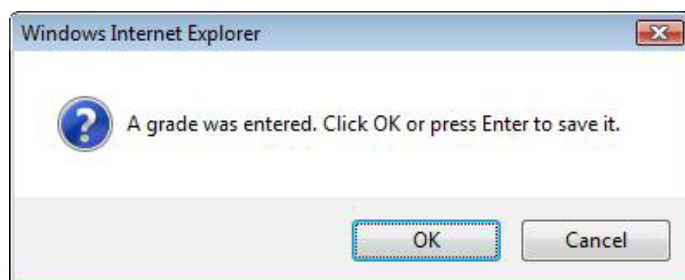 Windows Internet Explorer
A grade was entered. Click OK or press Enter to save it.
OK
Cancel